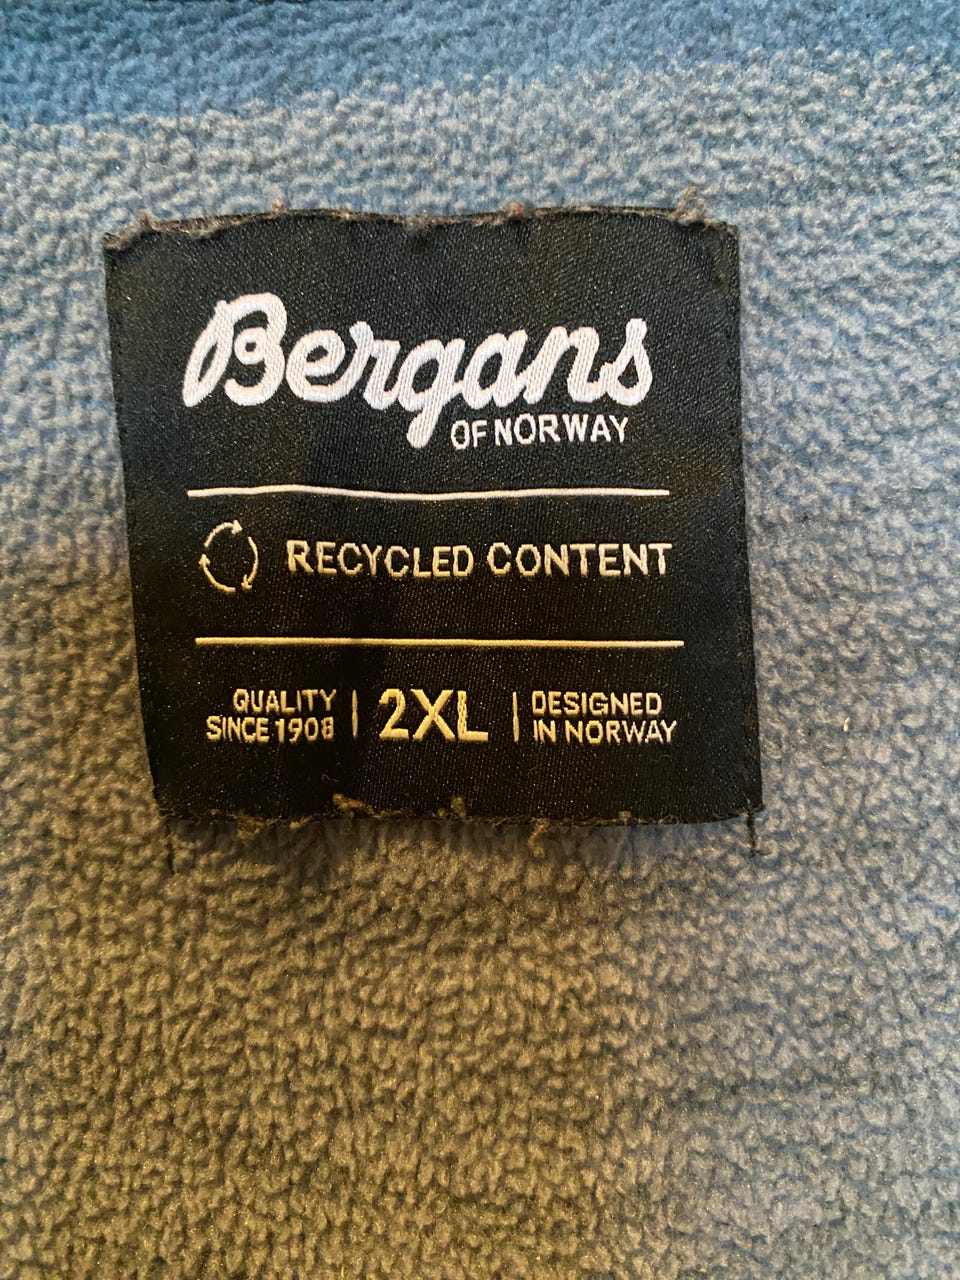 Bergans
OF NORWAY
RECYCLED CONTENT
QUALITY
SINCE 1908
2XL
DESIGNED
IN NORWAY